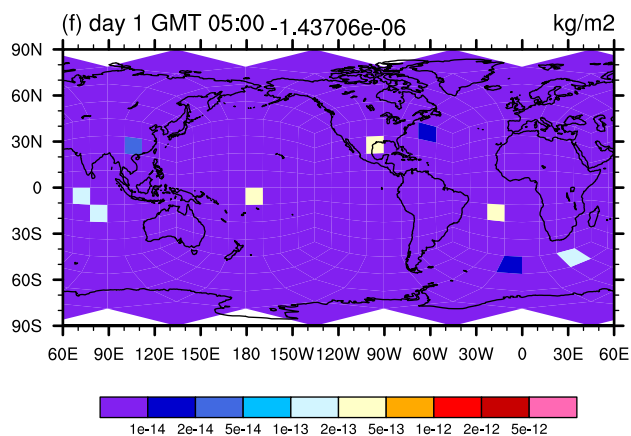 (f) day 1 GMT 05:00 -1.43706e-06 kg/m2
90N
60N
30N
0
30S
60S
90S
60E 90E 120E 150E 180 150W 120W 90W 60W 30W 0 30E 60E
1e-14 2e-14 5e-14 1e-13 2e-13 5e-13 1e-12 2e-12 5e-12